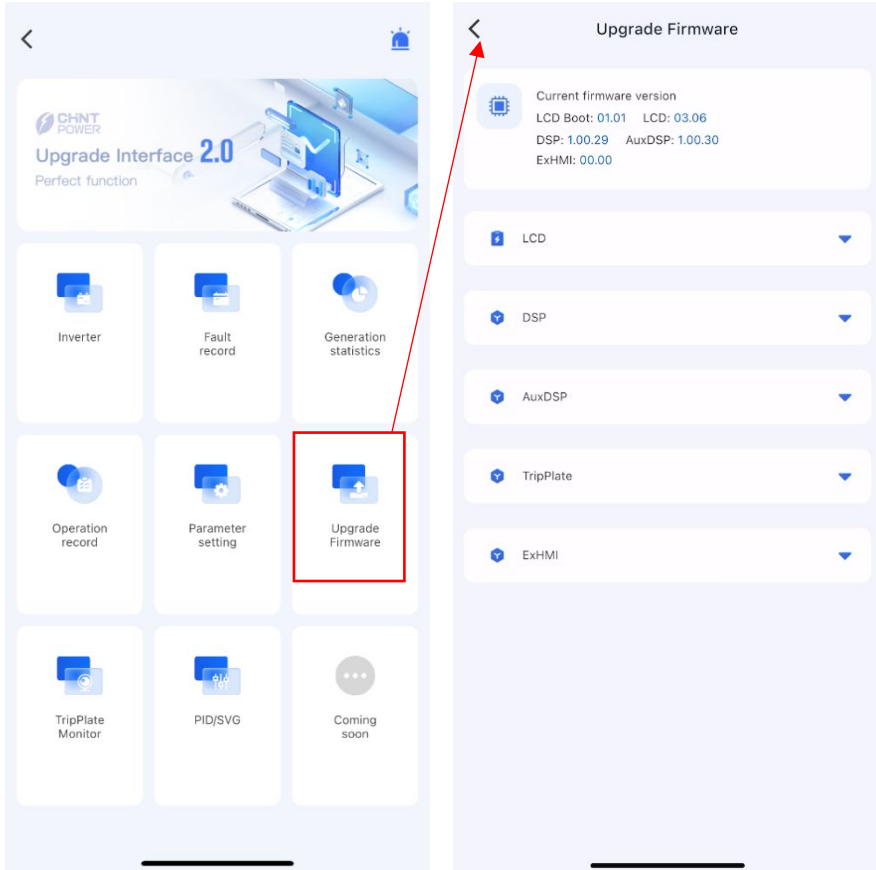 CHNT
POWER
Upgrade Interface 2.0
Perfect function
Inverter
Fault
record
Generation
statistics
Operation
record
Parameter
setting
Upgrade
Firmware
TripPlate
Monitor
PID/SVG
Coming
soon
Upgrade Firmware
Current firmware version
LCD Boot: 01.01 LCD: 03.06
DSP: 1.00.29 AuxDSP: 1.00.30
ExHMI: 00.00
LCD
DSP
AuxDSP
TripPlate
ExHMI